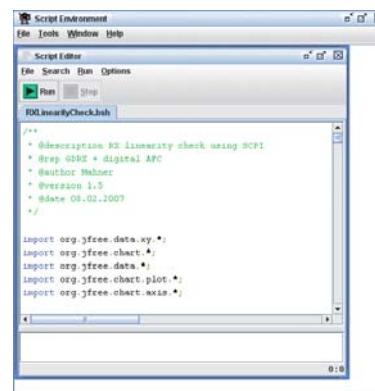 Script Environment
File Tools Window Help
Script Editor
File Search Run Options
Run Stop
RXLinearityCheck.bsh
/**
* @description RX linearity check using SCPI
* @rsp GDRX + digital AFC
* @author Mahner
* @version 1.5
* @date 08.02.2007
*/
import org.jfree.data.xy.*;
import org.jfree.chart.*;
import org.jfree.data.*;
import org.jfree.chart.plot.*;
import org.jfree.chart.axis.*;
0:0